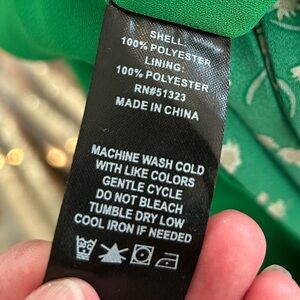 SHELL:
100% POLYESTER
LINING:
100% POLYESTER
RN#51323
MADE IN CHINA
MACHINE WASH COLD
WITH LIKE COLORS
GENTLE CYCLE
DO NOT BLEACH
TUMBLE DRY LOW
COOL IRON IF NEEDED